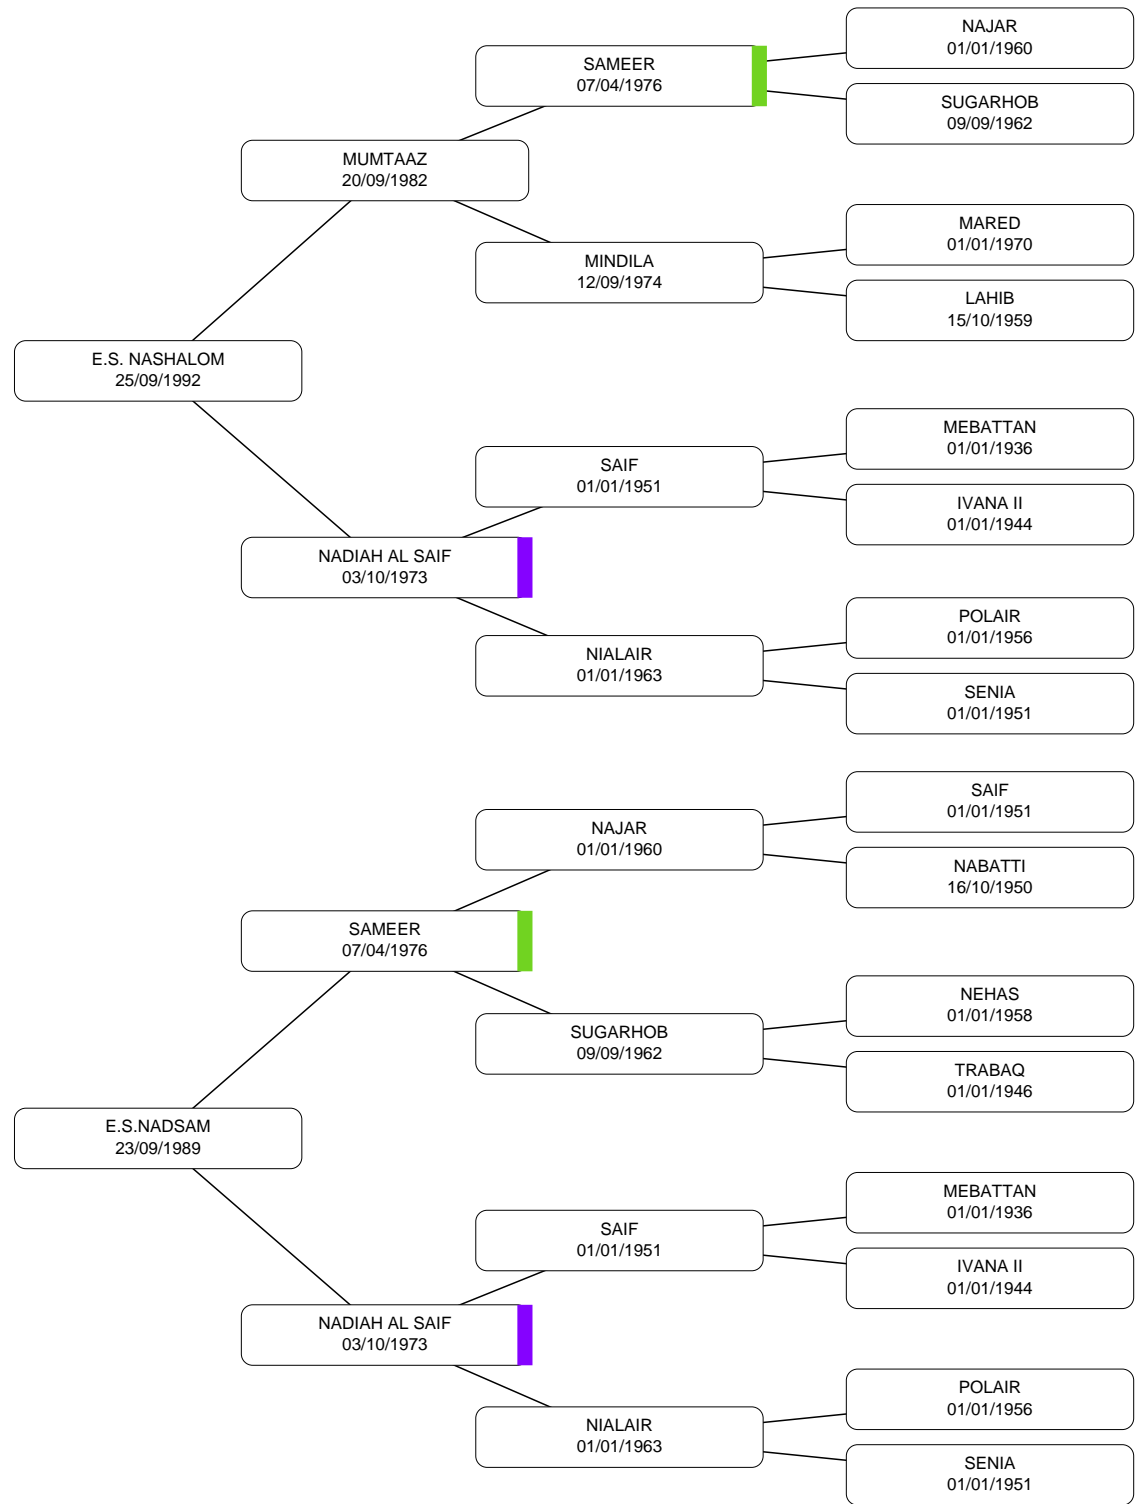 NAJAR
01/01/1960
SAMEER
07/04/1976
SUGARHOB
09/09/1962
MUMTAAZ
20/09/1982
MARED
01/01/1970
MINDILA
12/09/1974
LAHIB
15/10/1959
E.S. NASHALOM
25/09/1992
MEBATTAN
01/01/1936
SAIF
01/01/1951
IVANA II
01/01/1944
NADIAH AL SAIF
03/10/1973
POLAIR
01/01/1956
NIALAIR
01/01/1963
SENIA
01/01/1951
SAIF
01/01/1951
NAJAR
01/01/1960
NABATTI
16/10/1950
SAMEER
07/04/1976
NEHAS
01/01/1958
SUGARHOB
09/09/1962
TRABAQ
01/01/1946
E.S.NADSAM
23/09/1989
MEBATTAN
01/01/1936
SAIF
01/01/1951
IVANA II
01/01/1944
NADIAH AL SAIF
03/10/1973
POLAIR
01/01/1956
NIALAIR
01/01/1963
SENIA
01/01/1951